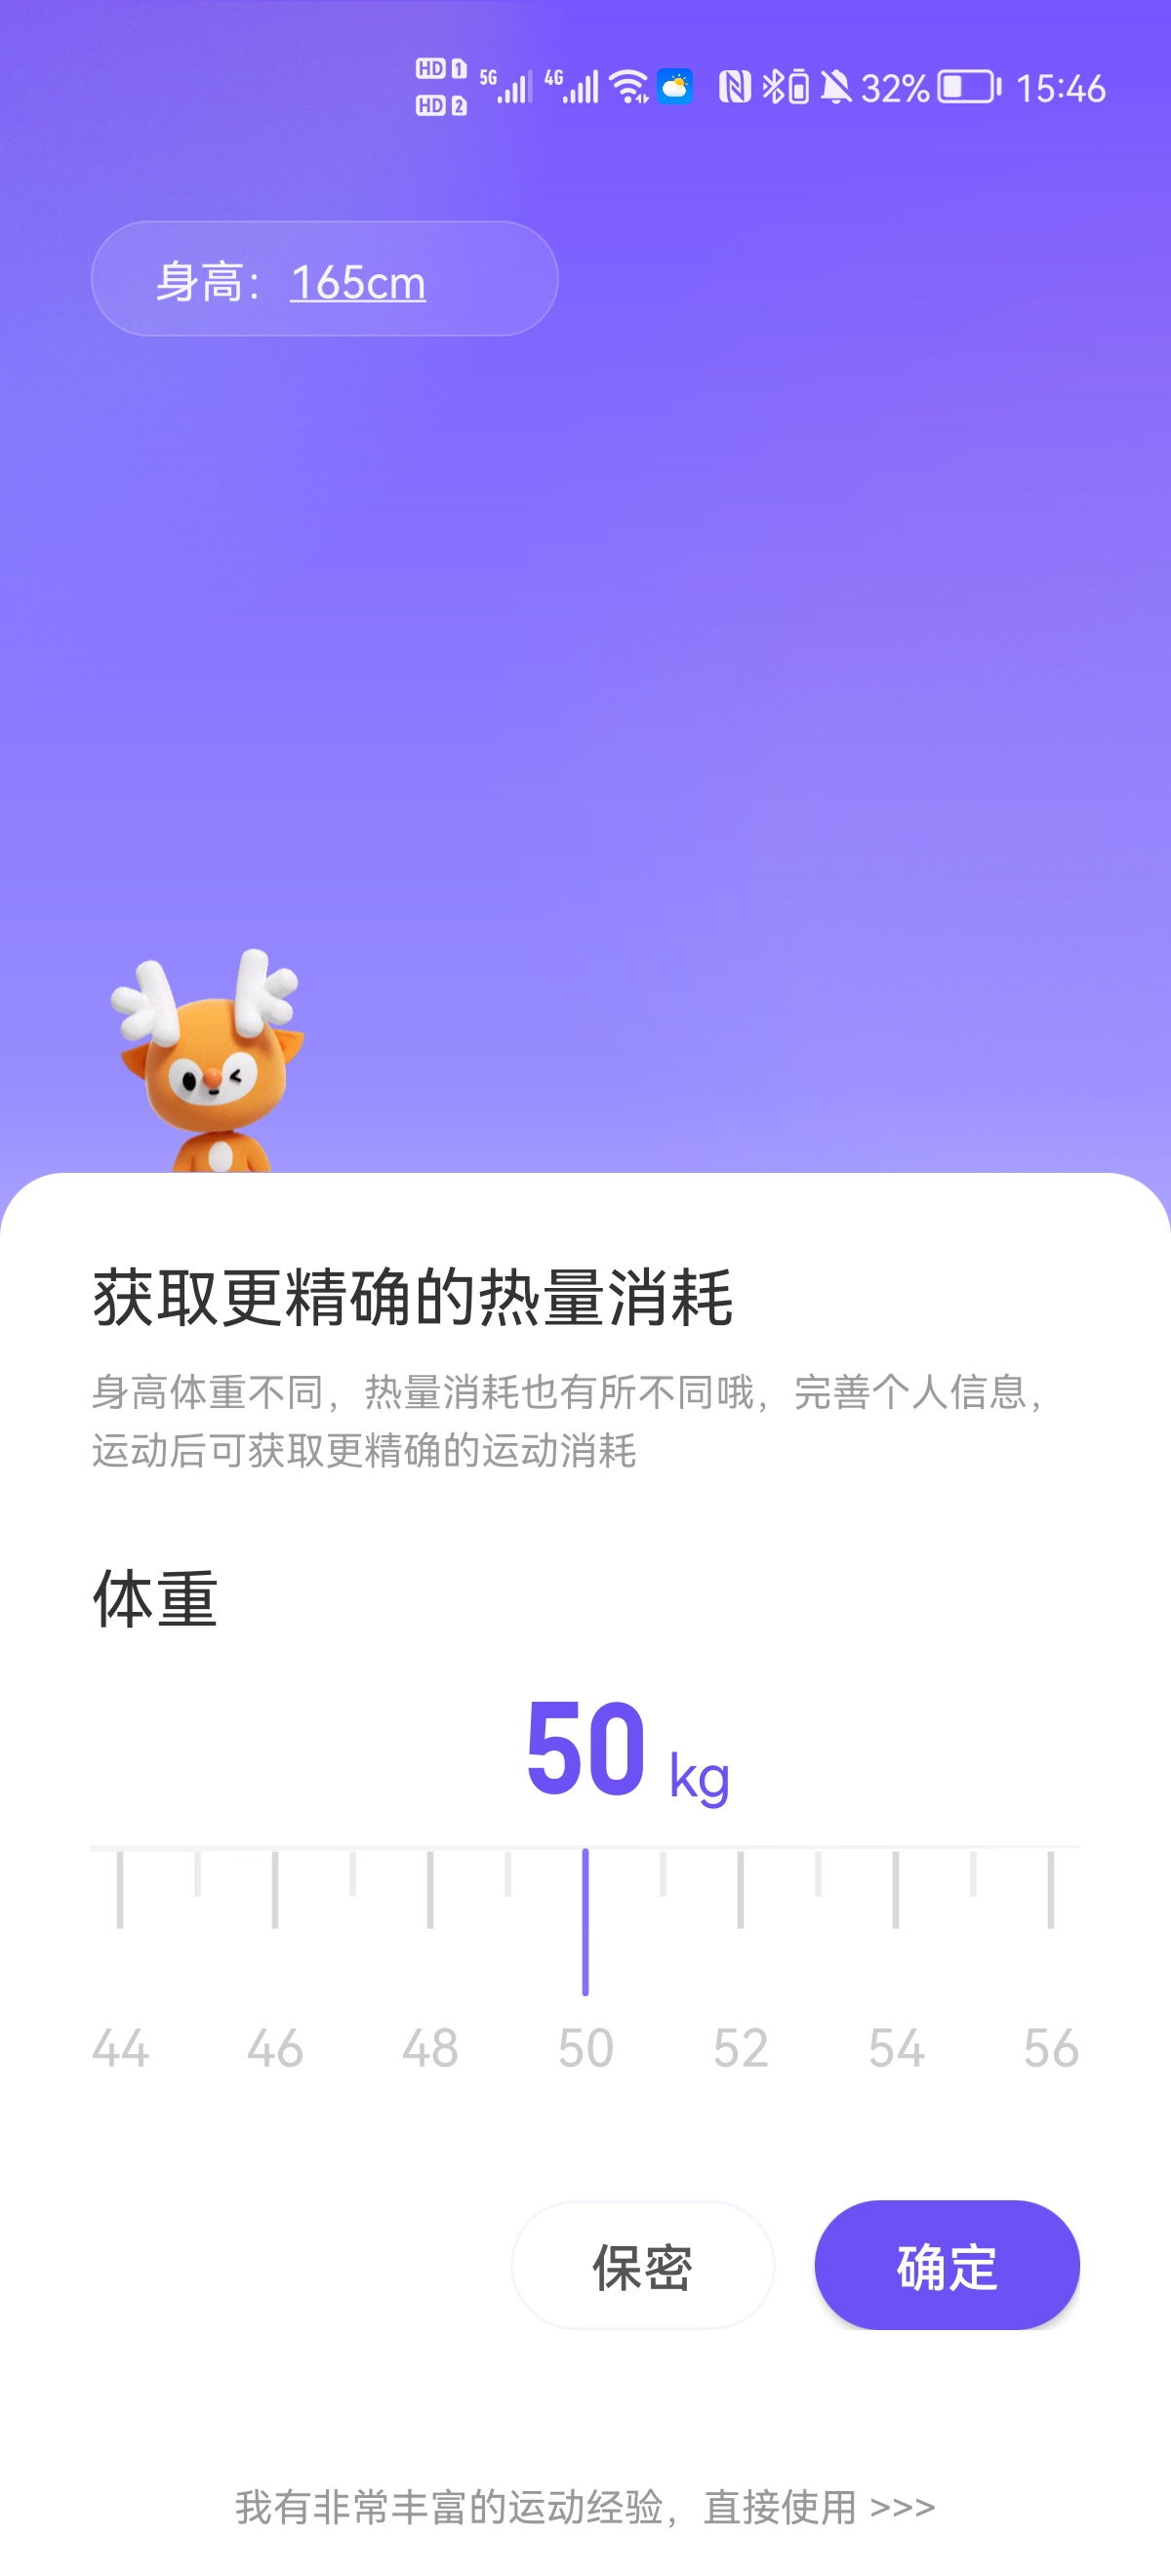 HD 1 5G 4G 32% 15:46
HD 2
身高：165cm
获取更精确的热量消耗
身高体重不同，热量消耗也有所不同哦，完善个人信息，
运动后可获取更精确的运动消耗
体重
50 kg
44 46 48 50 52 54 56
保密 确定
我有非常丰富的运动经验，直接使用 >>>